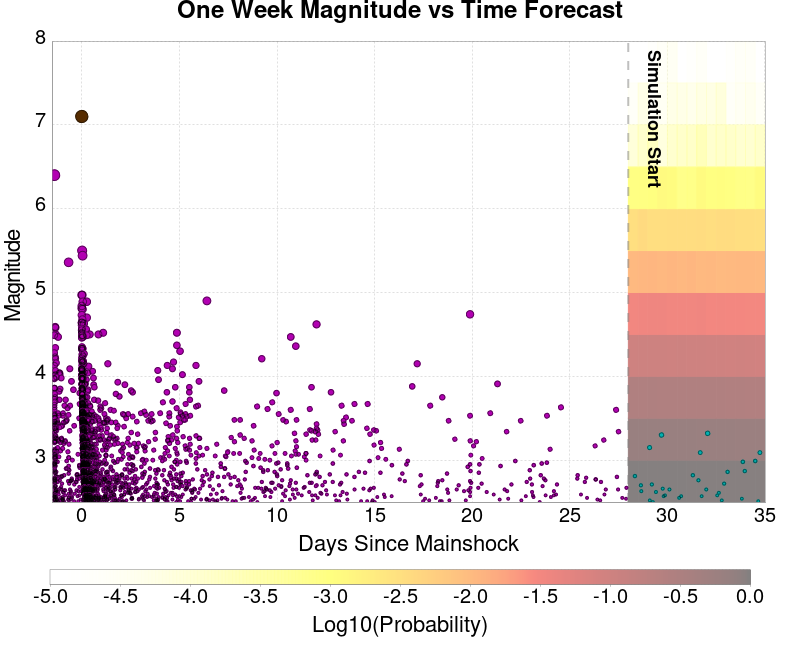 One Week Magnitude vs Time Forecast
8
7
6
5
4
3
Magnitude
Simulation Start
0 5 10 15 20 25 30 35
Days Since Mainshock
-5.0 -4.5 -4.0 -3.5 -3.0 -2.5 -2.0 -1.5 -1.0 -0.5 0.0
Log10(Probability)